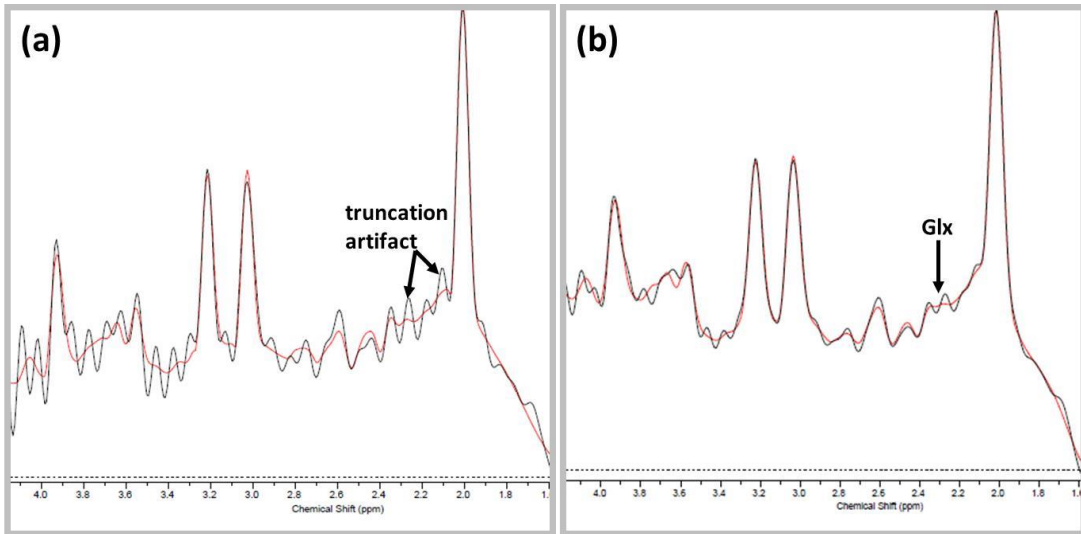 (a)
truncation
artifact
4.0 3.8 3.6 3.4 3.2 3.0 2.8 2.6 2.4 2.2 2.0 1.8
Chemical Shift (ppm)
(b)
Glx
4.0 3.8 3.6 3.4 3.2 3.0 2.8 2.6 2.4 2.2 2.0 1.8
Chemical Shift (ppm)